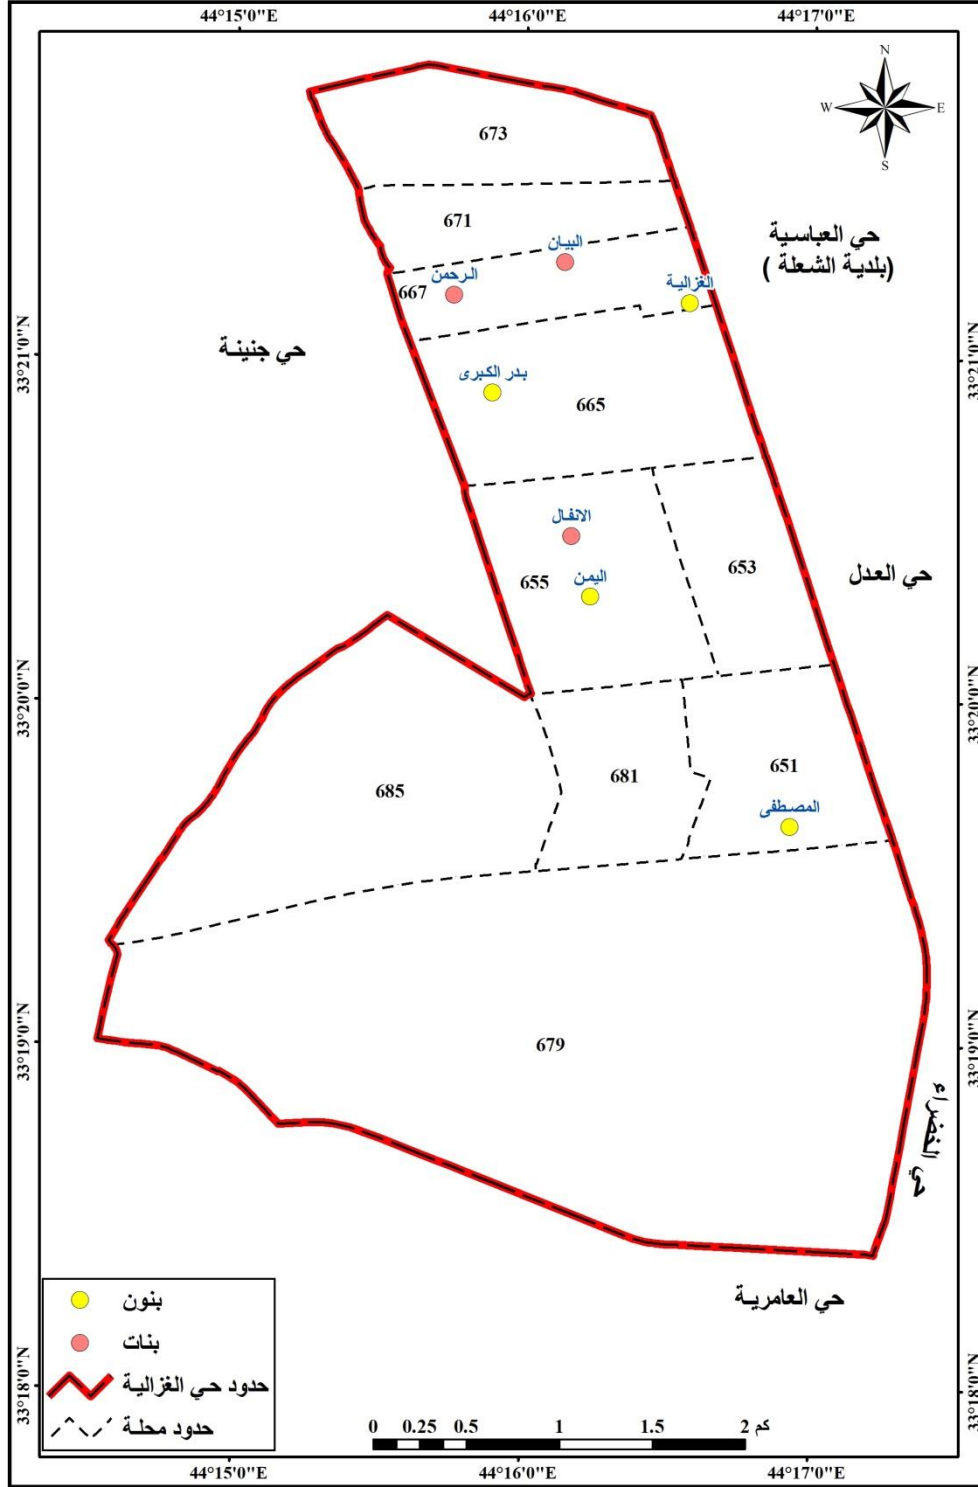 44°15'0"E
44°16'0"E
44°17'0"E
N
W
E
S
673
671
حي العباسية
(بلدية الشعلة )
البيان
الرحمن
667
الغزالية
حي جنينة
33°21'0"N
33°21'0"N
بدر الكبرى
665
الانفال
655
اليمن
653
حي العدل
33°20'0"N
33°20'0"N
685
681
651
المصطفى
33°19'0"N
33°19'0"N
679
حي الخضراء
حي العامرية
بنون
بنات
حدود حي الغزالية
حدود محلة
33°18'0"N
33°18'0"N
0 0.25 0.5 1 1.5 2 كم
44°15'0"E
44°16'0"E
44°17'0"E